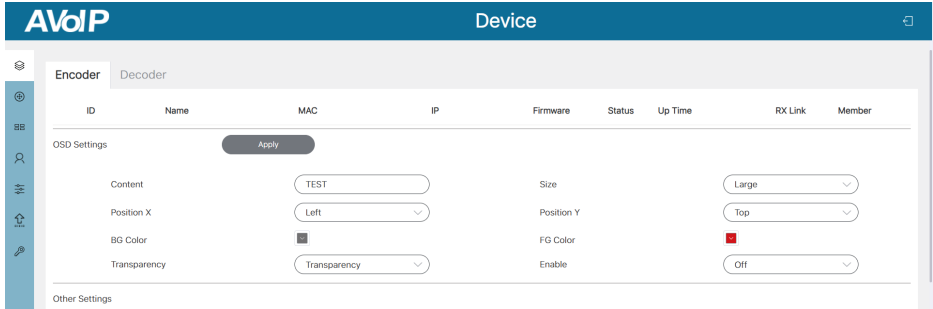 AVoIP Device
Encoder Decoder
ID Name MAC IP Firmware Status Up Time RX Link Member
OSD Settings Apply
Content TEST Size Large
Position X Left Position Y Top
BG Color FG Color
Transparency Transparency Enable Off
Other Settings